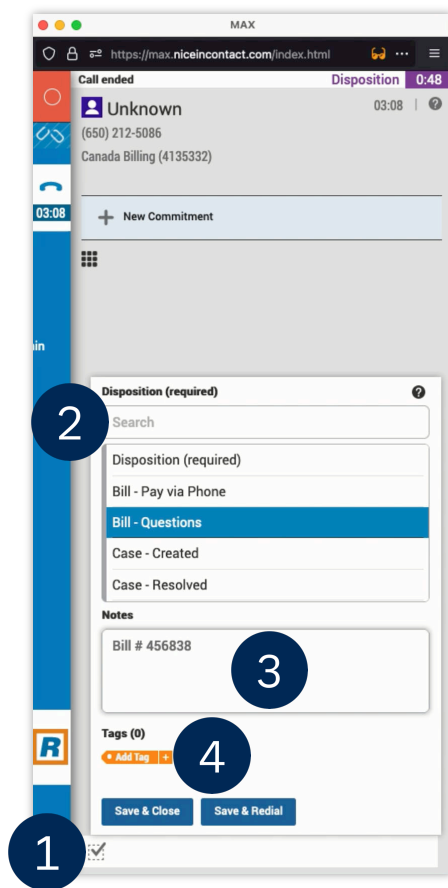 MAX
https://max.niceincontact.com/index.html
Call ended Disposition 0:48
Unknown 03:08 | ?
(650) 212-5086
Canada Billing (4135332)
03:08
+ New Commitment
in
Disposition (required) ?
2 Search
Disposition (required)
Bill - Pay via Phone
Bill - Questions
Case - Created
Case - Resolved
Notes
Bill # 456838
3
Tags (0)
Add Tag + 4
R
Save & Close Save & Redial
1